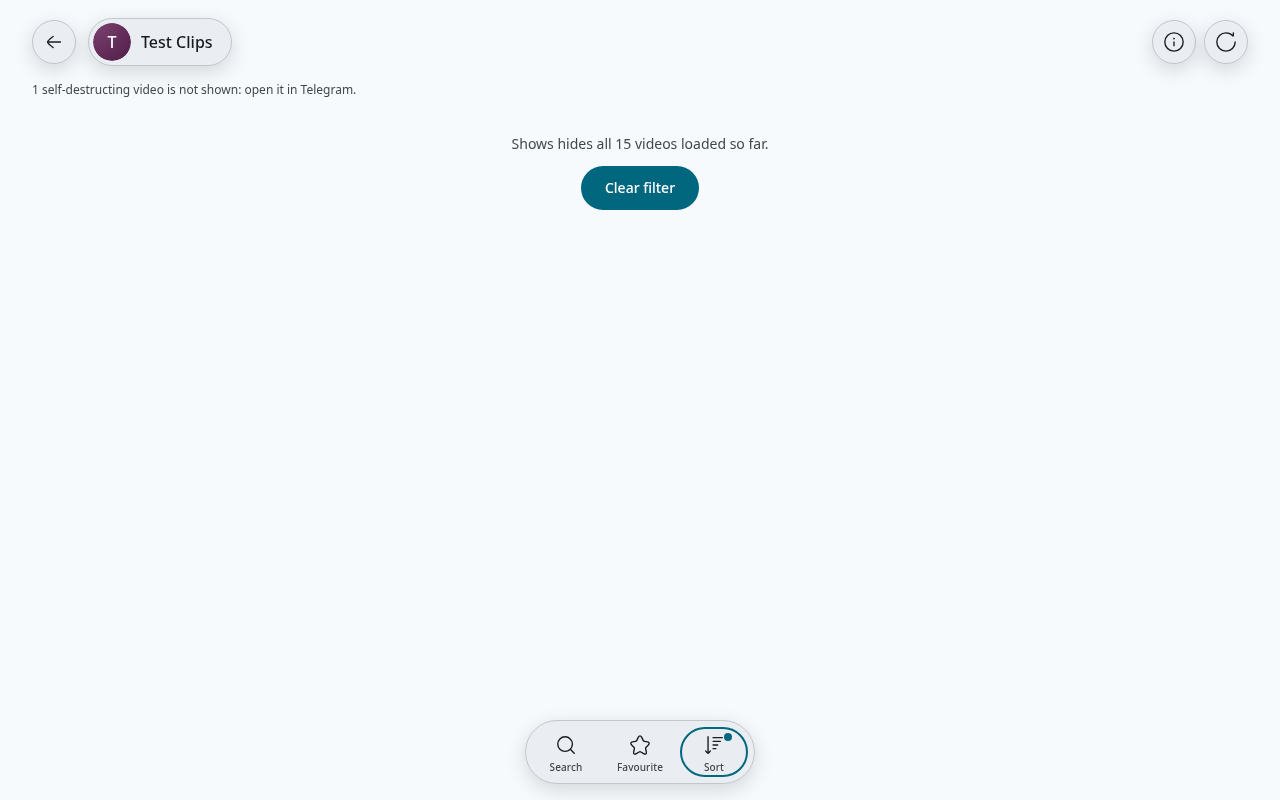 T
Test Clips
1 self-destructing video is not shown: open it in Telegram.
Shows hides all 15 videos loaded so far.
Clear filter
Search
Favourite
Sort